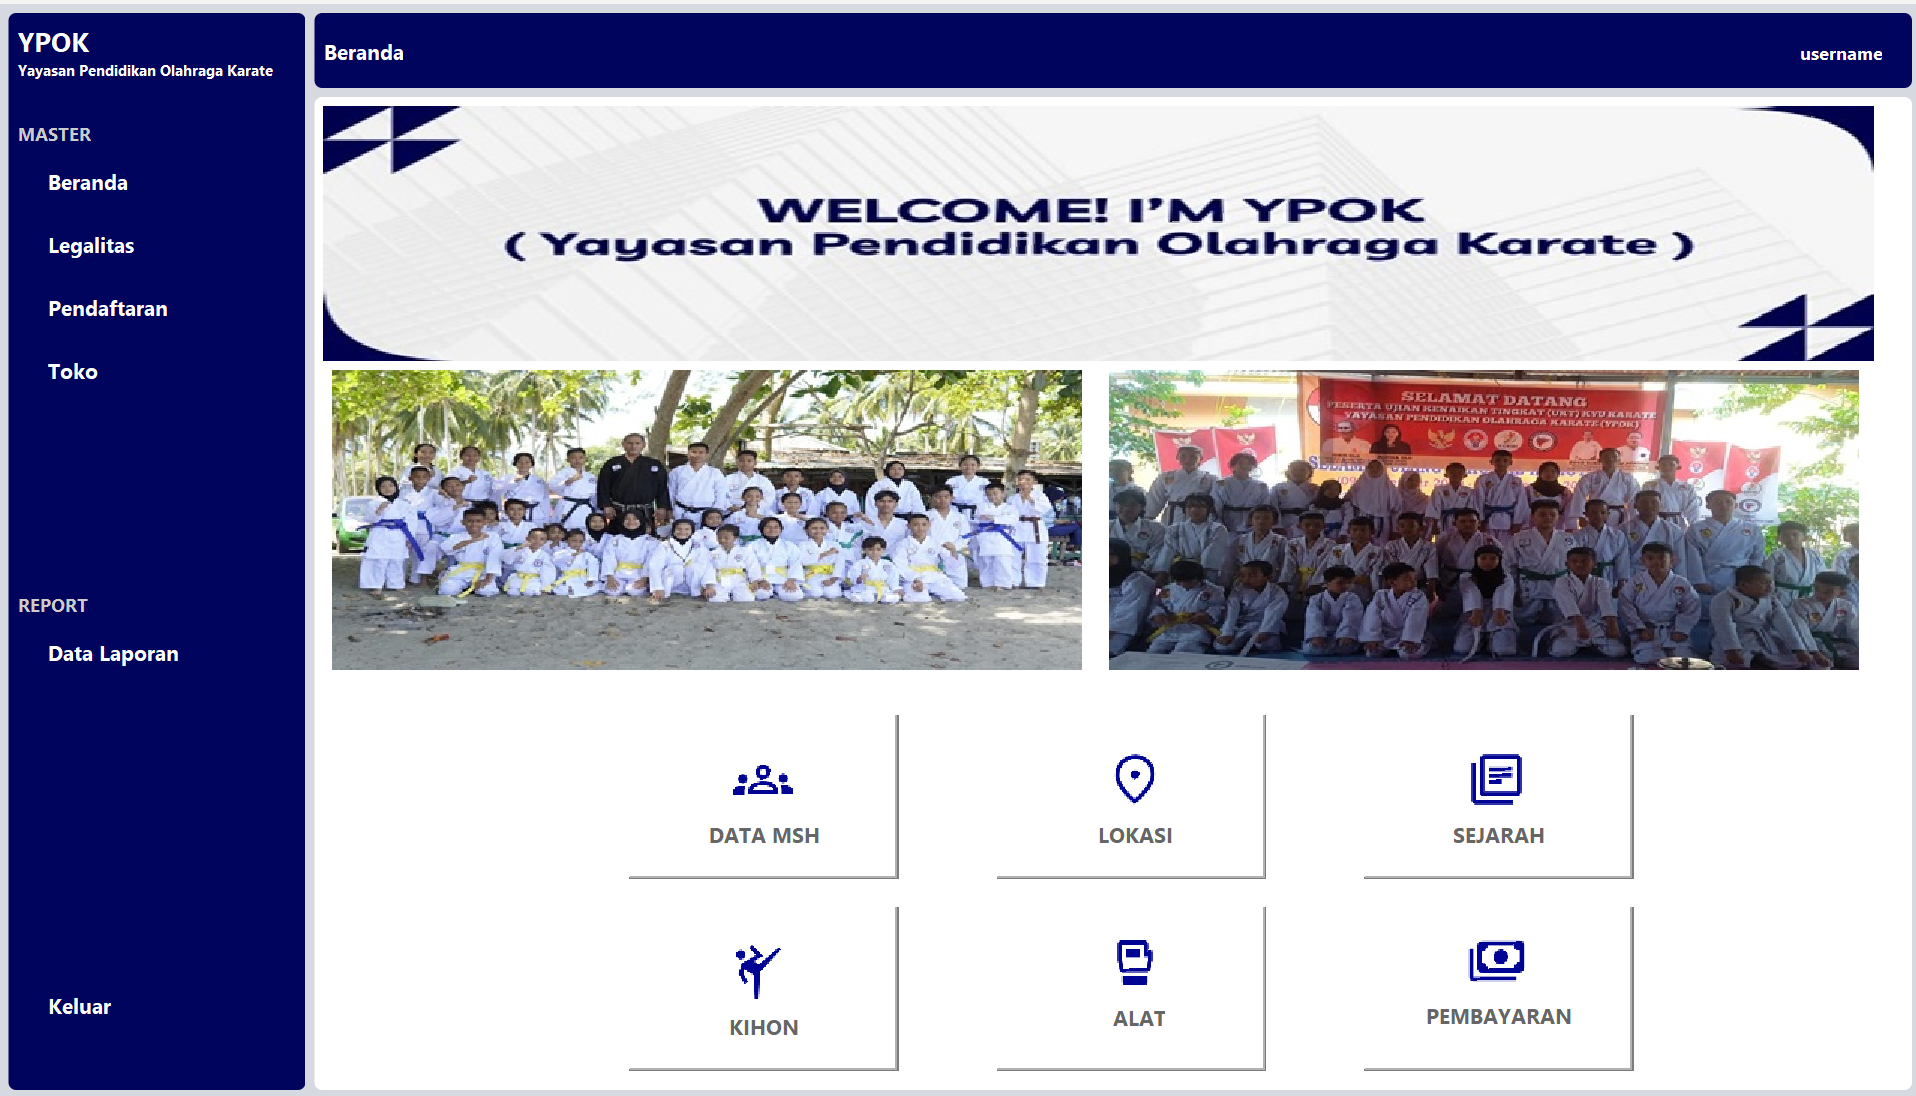 YPOK
Yayasan Pendidikan Olahraga Karate
MASTER
Beranda
Legalitas
Pendaftaran
Toko
REPORT
Data Laporan
Keluar
Beranda
username
WELCOME! I'M YPOK
( Yayasan Pendidikan Olahraga Karate )
SELAMAT DATANG
PESERTA UJIAN KENAIKAN TINGKAT (UKT) KYU KARATE
YAYASAN PENDIDIKAN OLAHRAGA KARATE (YPOK)
DATA MSH
LOKASI
SEJARAH
KIHON
ALAT
PEMBAYARAN